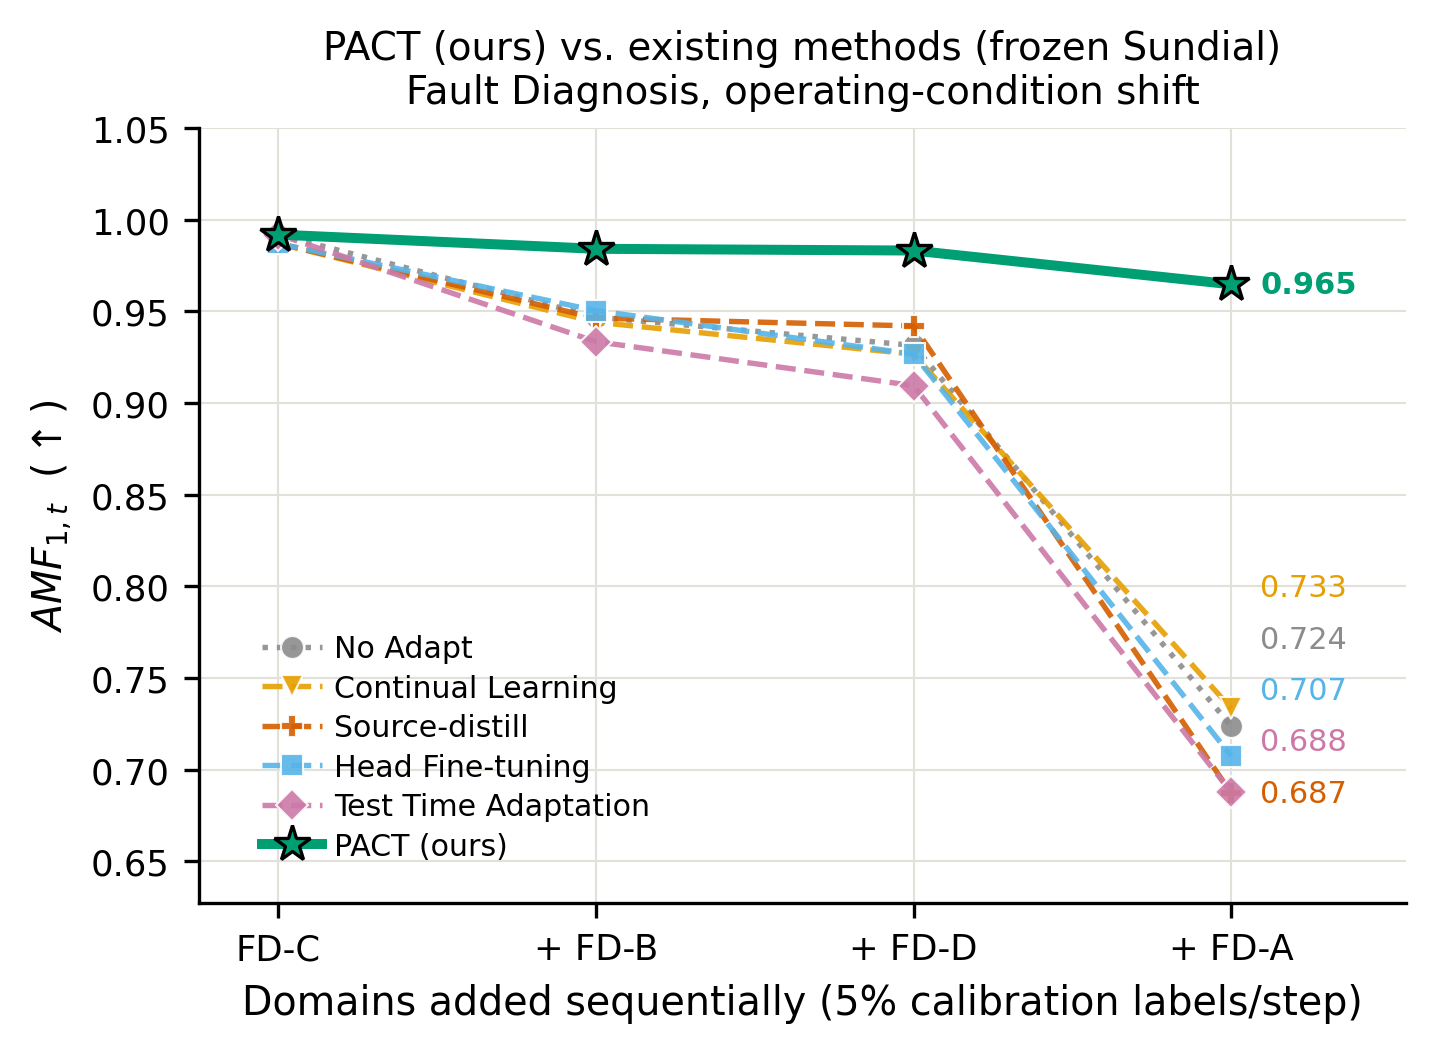 PACT (ours) vs. existing methods (frozen Sundial)
Fault Diagnosis, operating-condition shift
AMF1,t (↑)
1.05
1.00
0.95
0.90
0.85
0.80
0.75
0.70
0.65
0.965
0.733
0.724
0.707
0.688
0.687
No Adapt
Continual Learning
Source-distill
Head Fine-tuning
Test Time Adaptation
PACT (ours)
FD-C
+ FD-B
+ FD-D
+ FD-A
Domains added sequentially (5% calibration labels/step)